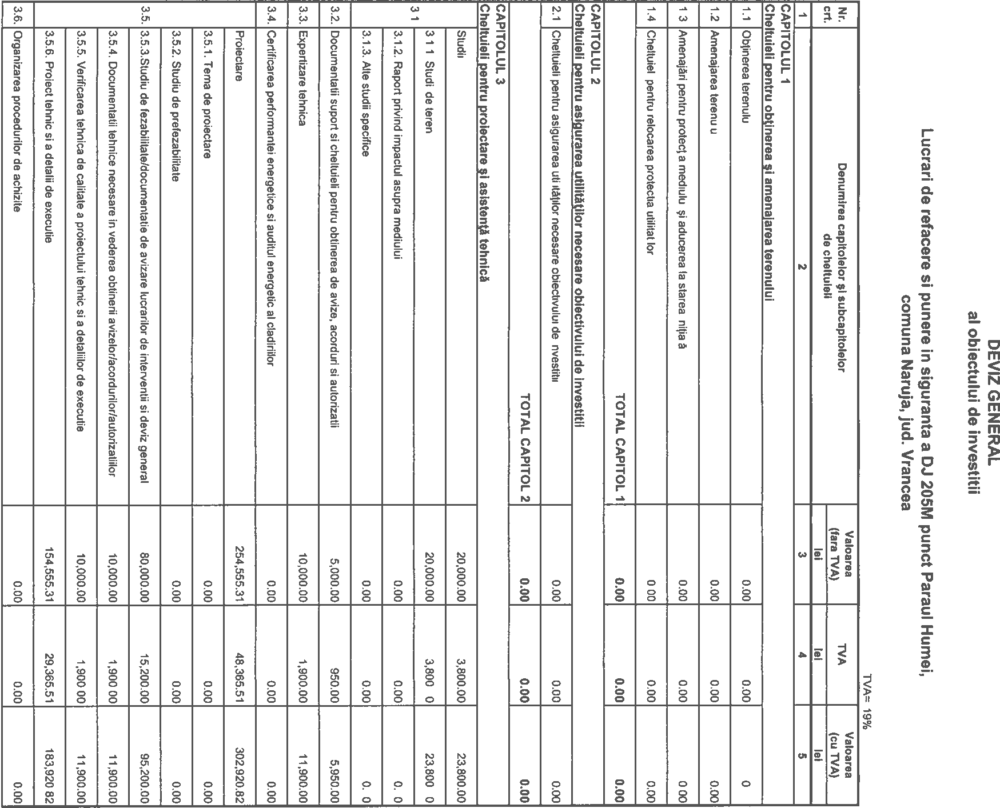 DEVIZ GENERAL
al obiectului de investitii
Lucrari de refacere si punere in siguranta a DJ 205M punct Paraul Humei,
comuna Naruja, jud. Vrancea
TVA= 19%
Nr. crt. Denumirea capitolelor şi subcapitolelor de cheltuieli Valoarea (fara TVA) TVA Valoarea (cu TVA)
lei lei lei
1 2 3 4 5
CAPITOLUL 1
Cheltuieli pentru obţinerea şi amenajarea terenului
1.1 Obţinerea terenulu 0.00 0.00 0
1.2 Amenajarea terenu u 0.00 0.00 0.00
1 3 Amenajări pentru protecţ a mediulu şi aducerea la starea niţia ă 0.00 0.00 0 00
1.4 Cheltuiel pentru relocarea protectia utilitat lor 0 00 0.00 0.00
TOTAL CAPITOL 1 0.00 0.00 0.00
CAPITOLUL 2
Cheltuieli pentru asigurarea utilităţilor necesare obiectivului de investitii
2.1 Cheltuieli pentru asigurarea uti ităţilor necesare obiectivului de nvestitii 0.00 0.00 0.00
TOTAL CAPITOL 2 0.00 0.00 0.00
CAPITOLUL 3
Cheltuieli pentru proiectare şi asistenţă tehnică
3 1 Studii 20,000.00 3,800.00 23,800.00
3 1 1 Studi de teren 20,000.00 3,800 0 23,800 0
3.1.2. Raport privind impactul asupra mediului 0.00 0.00 0. 0
3.1.3. Alte studii specifice 0.00 0.00 0. 0
3.2. Documentatii suport si cheltuieli pentru obtinerea de avize, acorduri si autorizatii 5,000.00 950.00 5,950.00
3.3. Expertizare tehnica 10,000.00 1,900.00 11,900.00
3.4. Certificarea performantei energetice si auditul energetic al cladirilor 0.00 0.00 0.00
3.5. Proiectare 254,555.31 48,365.51 302,920.82
3.5.1. Tema de proiectare 0.00 0.00 0.00
3.5.2. Studiu de prefezabilitate 0.00 0.00 0.00
3.5.3.Studiu de fezabilitate/documentatie de avizare lucrarilor de interventii si deviz general 80,000.00 15,200.00 95,200.00
3.5.4. Documentatii tehnice necesare in vederea obtinerii avizelor/acordurilor/autorizatiilor 10,000.00 1,900 00 11,900.00
3.5.5. Verificarea tehnica de calitate a proiectului tehnic si a detaliilor de executie 10,000.00 1,900 00 11,900.00
3.5.6. Proiect tehnic si a detalii de executie 154,555.31 29,365.51 183,920 82
3.6. Organizarea procedurilor de achizite 0.00 0.00 0.00